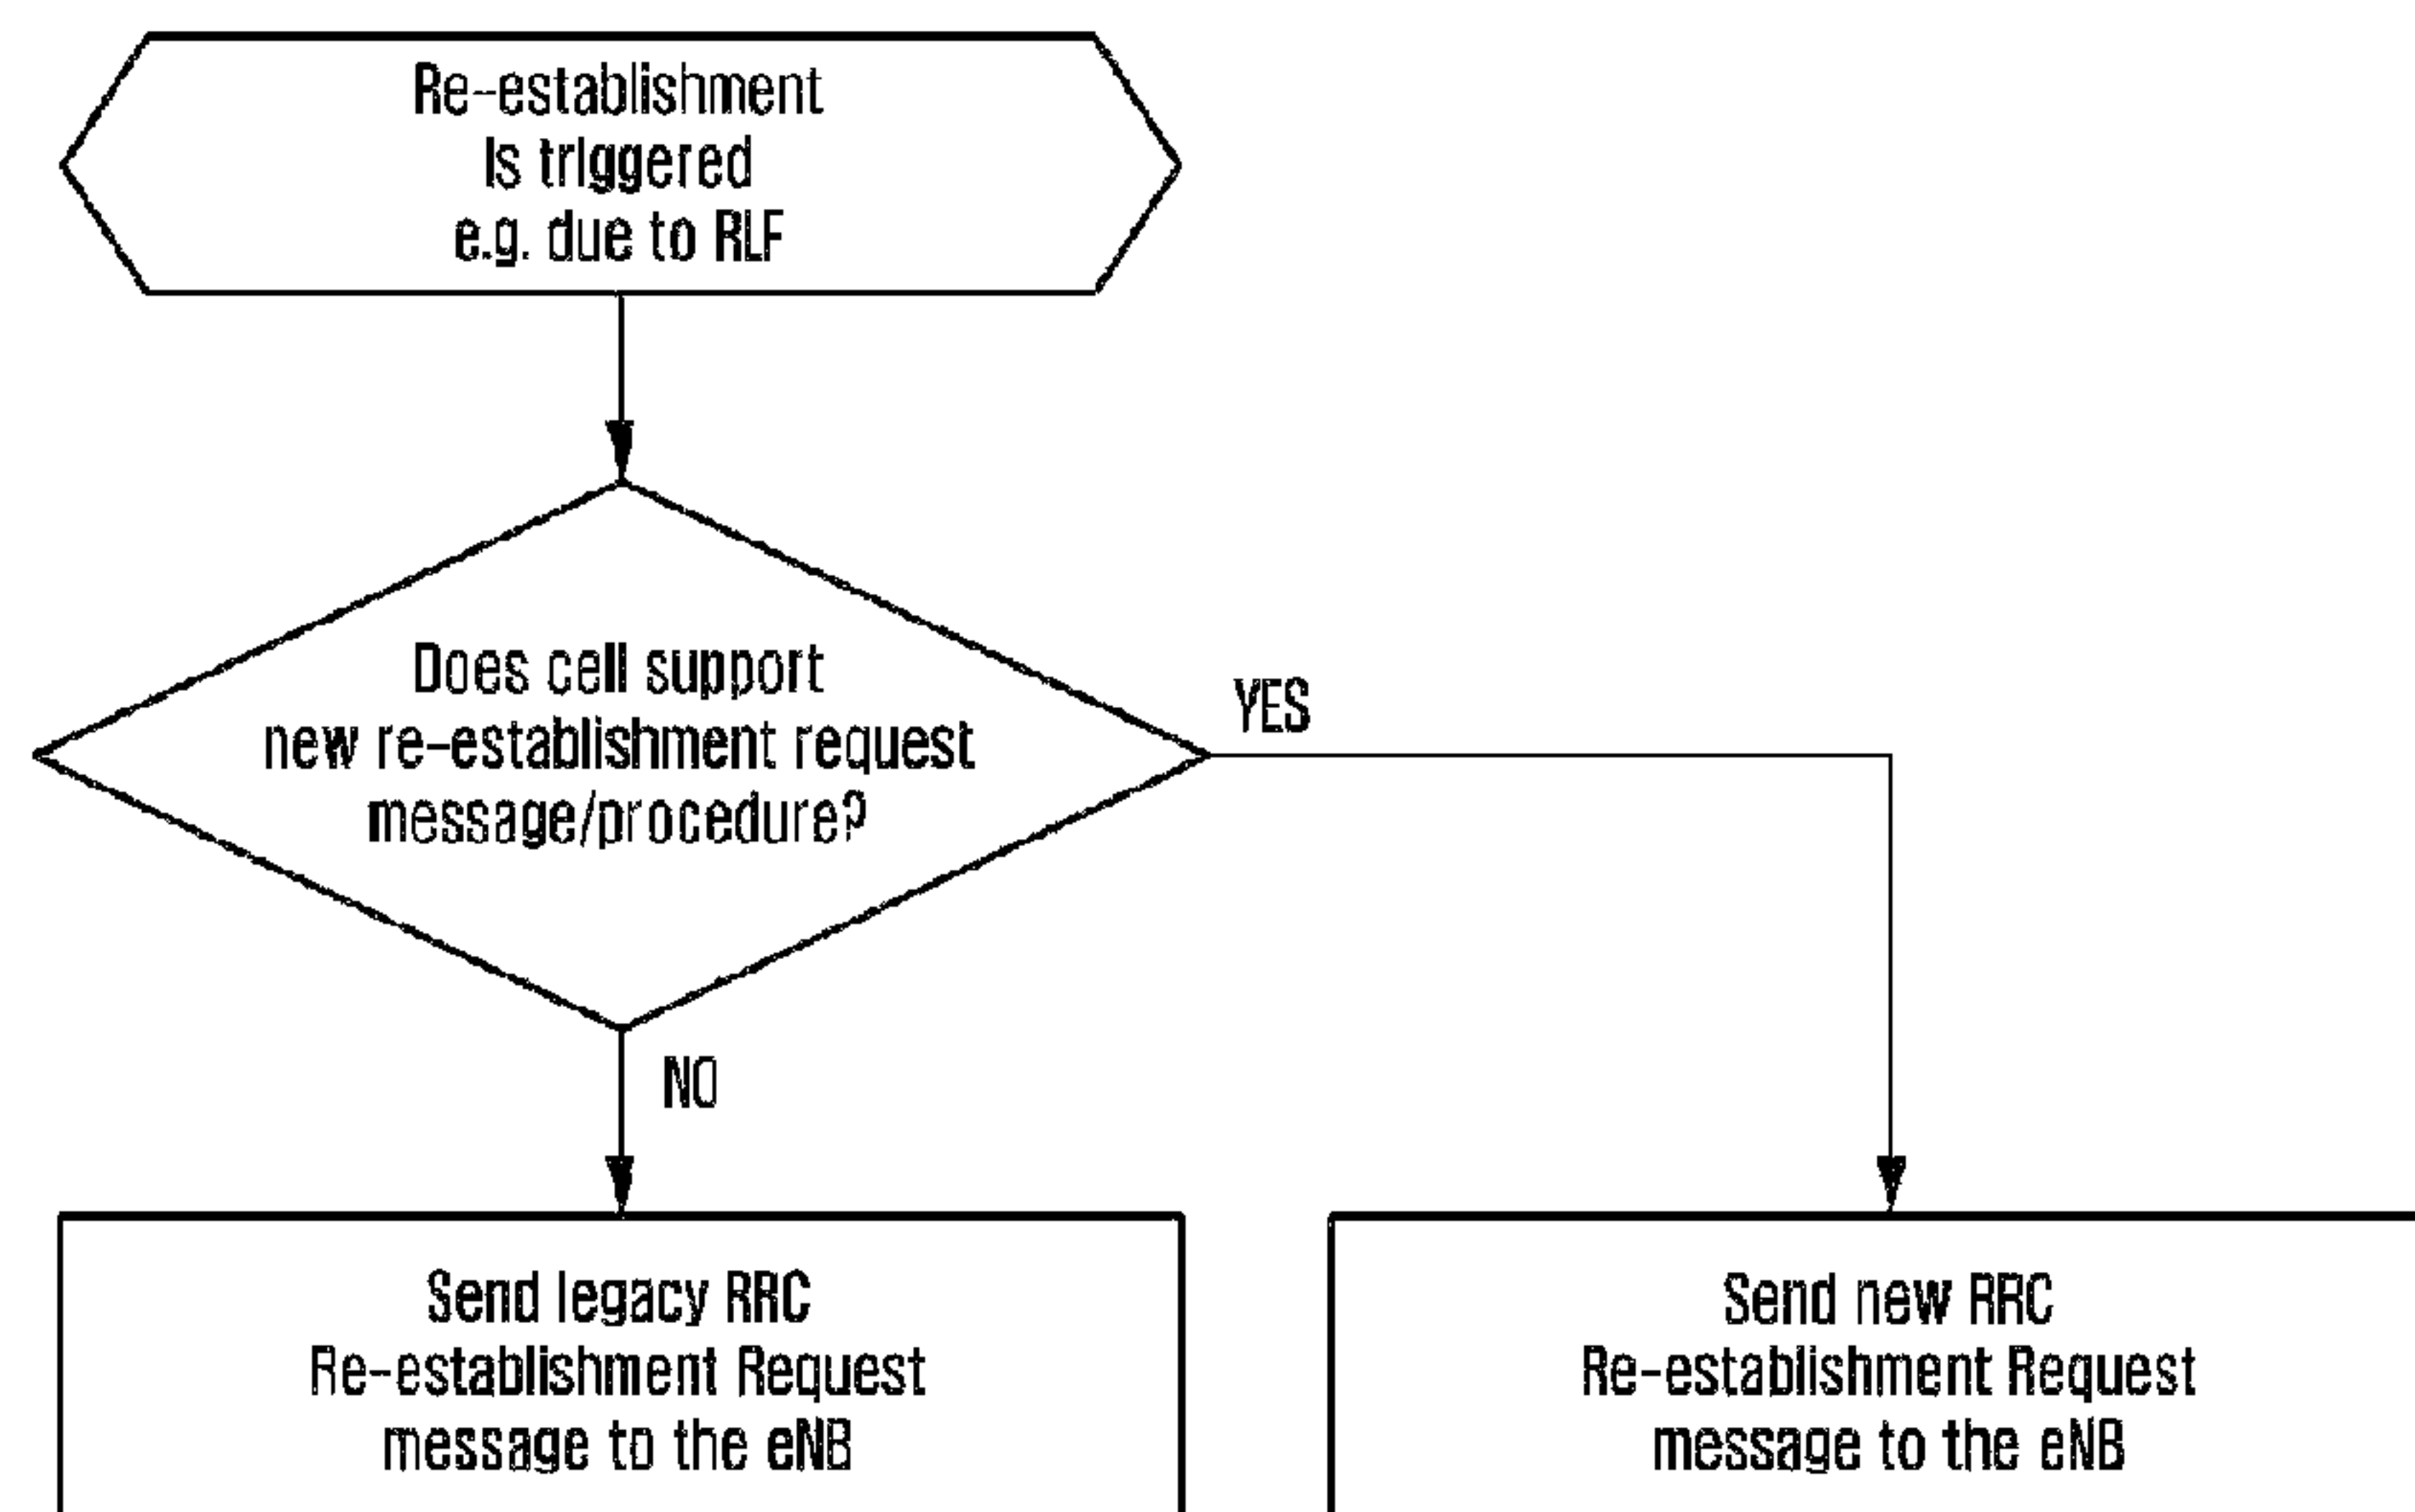 Re-establishment
is triggered
e.g. due to RLF
Does cell support
new re-establishment request
message/procedure?
YES
NO
Send legacy RRC
Re-establishment Request
message to the eNB
Send new RRC
Re-establishment Request
message to the eNB